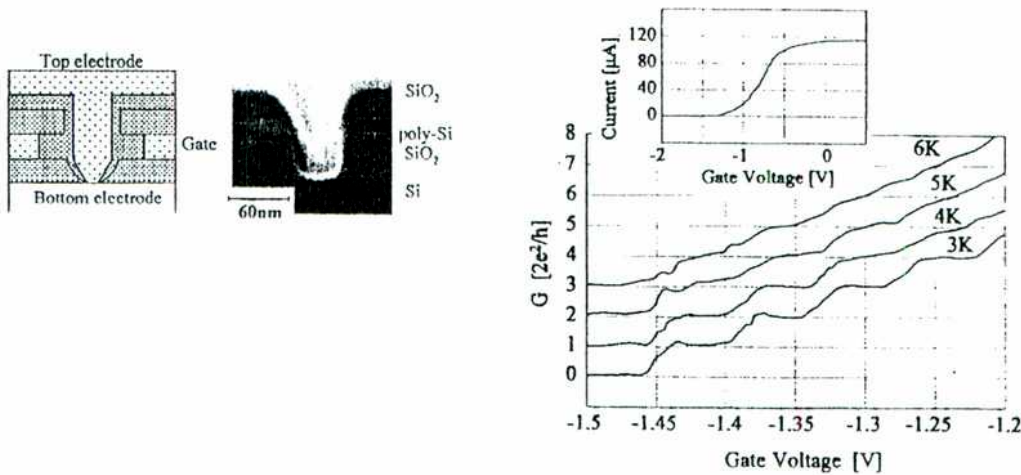 Top electrode
Gate
Bottom electrode
SiO2
poly-Si
SiO2
Si
60nm
Current [μA]
120
80
40
0
-2
-1
0
Gate Voltage [V]
G [2e²/h]
8
7
6
5
4
3
2
1
0
6K
5K
4K
3K
-1.5
-1.45
-1.4
-1.35
-1.3
-1.25
-1.2
Gate Voltage [V]